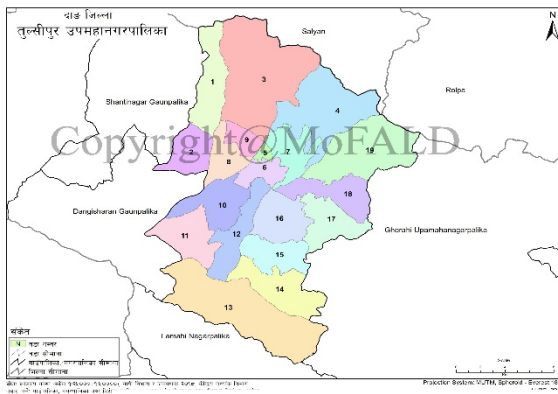 दाङ जिल्ला
तुल्सीपुर उपमहानगरपालिका
N
Salyan
1
3
Rolpa
Shantinagar Gaunpalika
4
Copyright@MoFALD
2
9
5
7
19
8
6
18
Dangisharan Gaunpalika
10
16
17
Ghorahi Upamahanagarpalika
11
12
15
14
13
Lamahi Nagarpalika
संकेत
N वडा नम्बर
वडा सीमाना
जिल्ला सीमाना
Scale
Projection System: MUTM, Spheroid - Everest